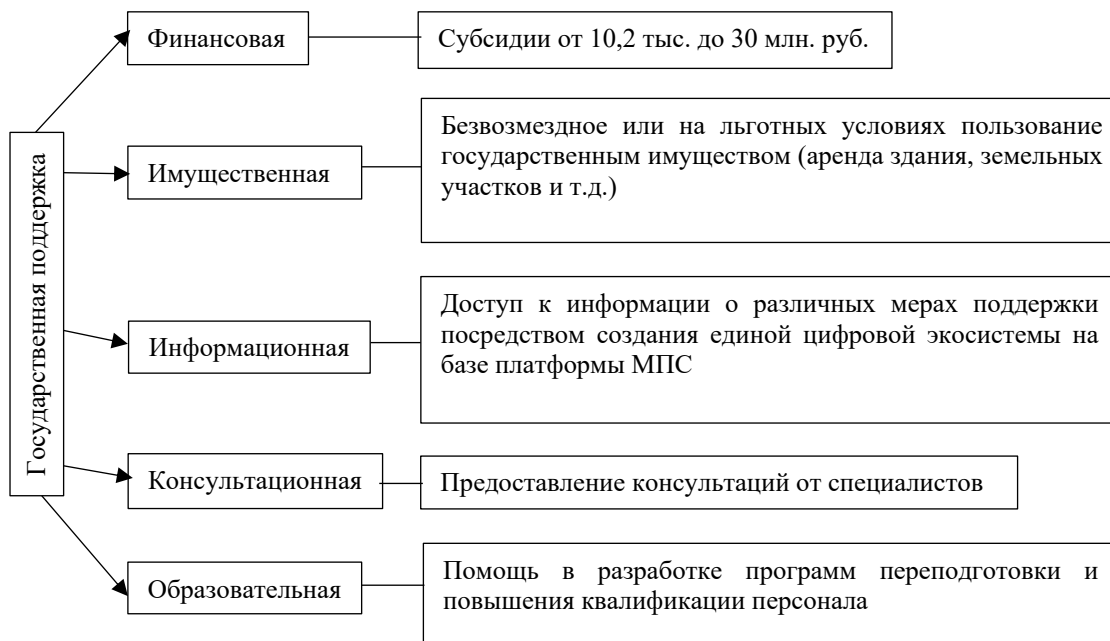 Государственная поддержка
Финансовая
Субсидии от 10,2 тыс. до 30 млн. руб.
Имущественная
Безвозмездное или на льготных условиях пользование
государственным имуществом (аренда здания, земельных
участков и т.д.)
Информационная
Доступ к информации о различных мерах поддержки
посредством создания единой цифровой экосистемы на
базе платформы МПС
Консультационная
Предоставление консультаций от специалистов
Образовательная
Помощь в разработке программ переподготовки и
повышения квалификации персонала